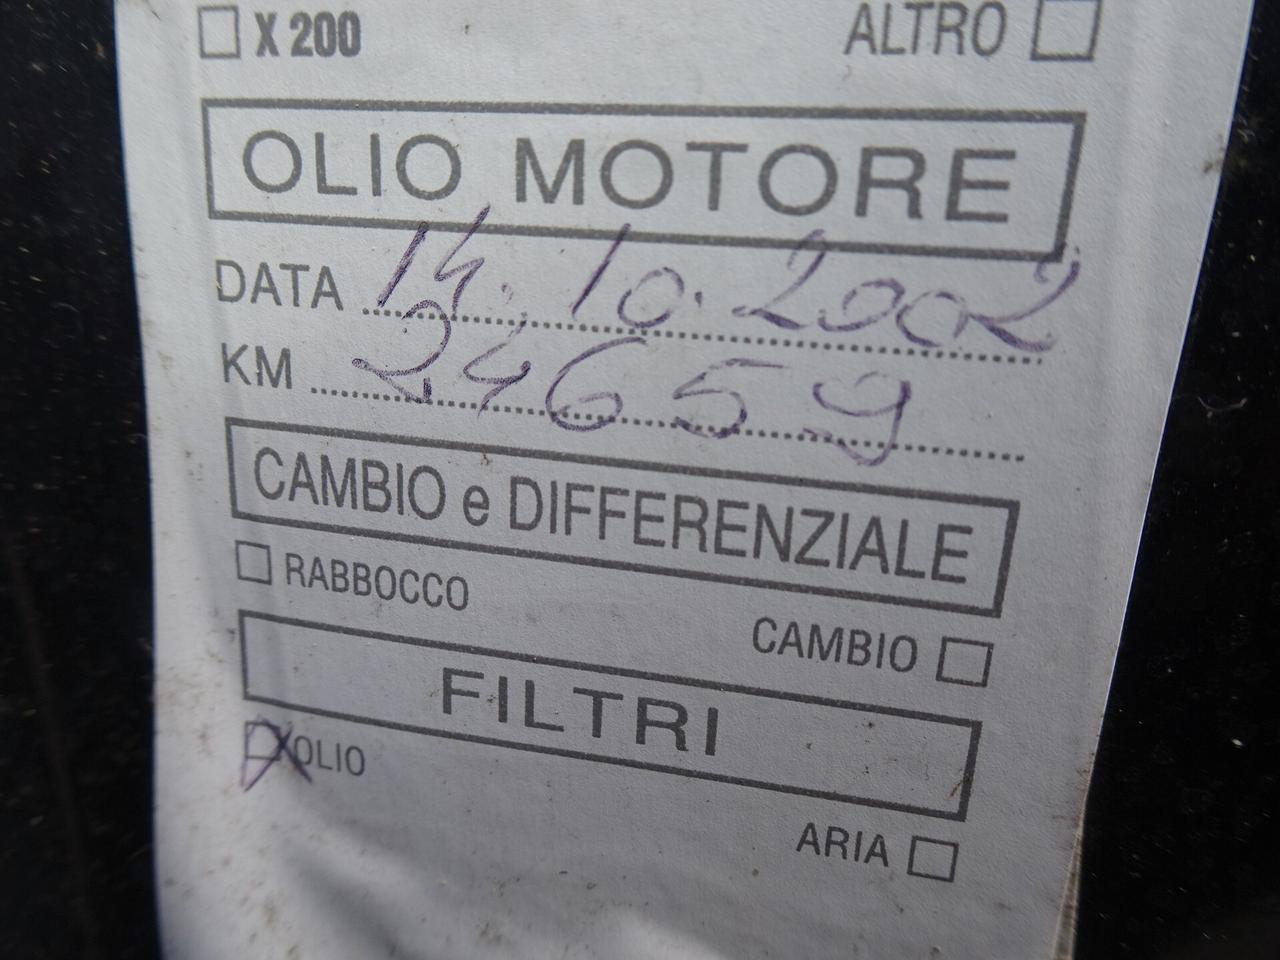 X 200 ALTRO
OLIO MOTORE
DATA 14.10.2002
KM 24659
CAMBIO e DIFFERENZIALE
RABBOCCO
CAMBIO
FILTRI
OLIO
ARIA